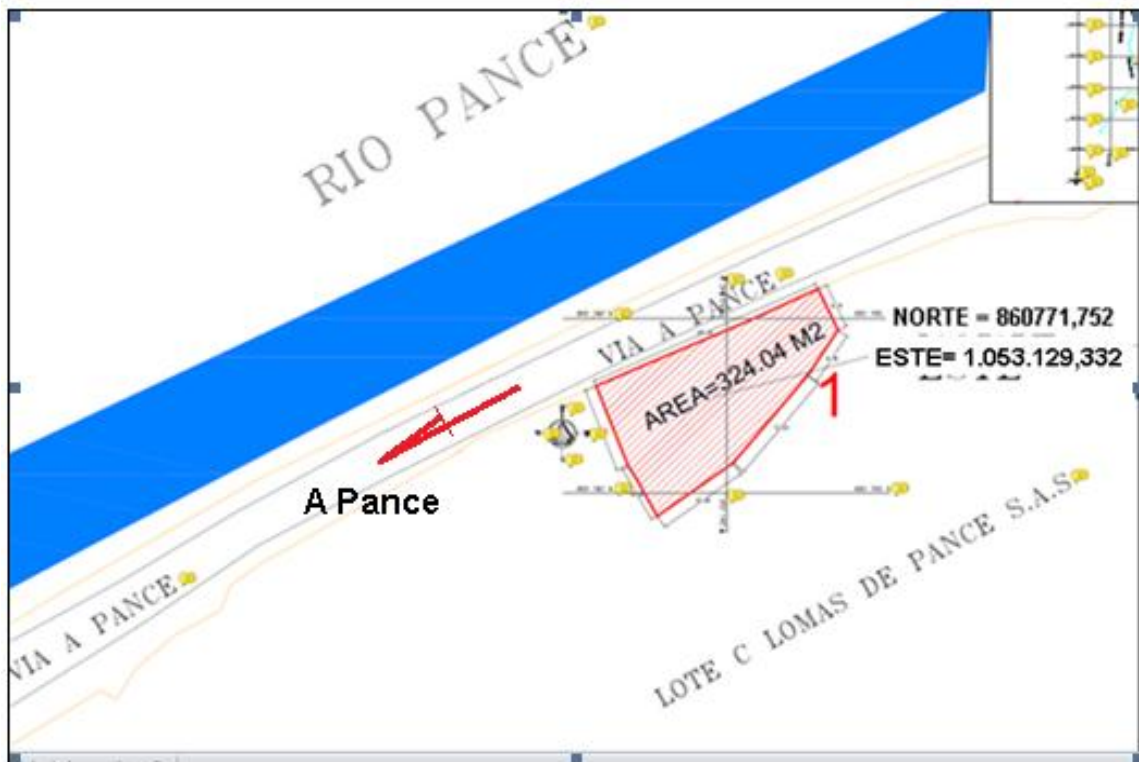 RIO PANCE
VIA A PANCE
NORTE = 860771,752
ESTE= 1.053.129,332
AREA=324.04 M2
1
A Pance
VIA A PANCE
LOTE C LOMAS DE PANCE S.A.S